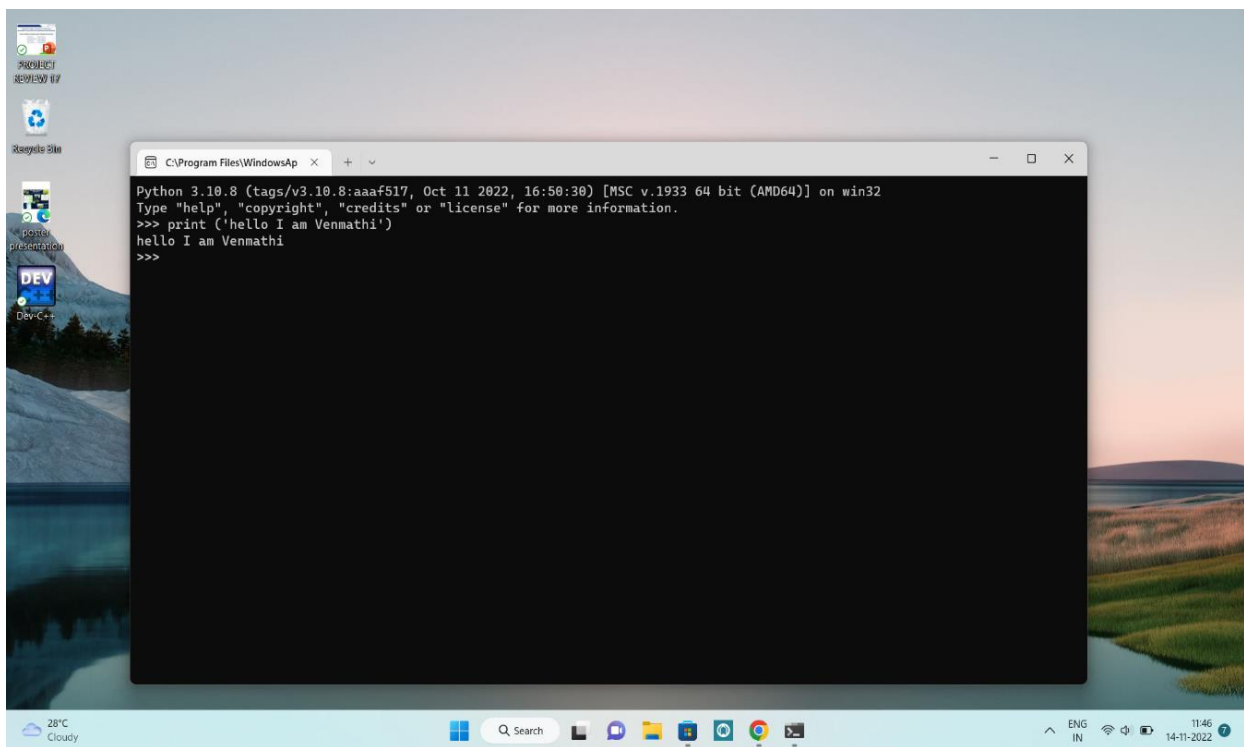 PROJECT
REVIEW 17
Recycle Bin
poster
presentation
DEV
C++
Dev-C++
C:\Program Files\WindowsAp
Python 3.10.8 (tags/v3.10.8:aaaf517, Oct 11 2022, 16:50:30) [MSC v.1933 64 bit (AMD64)] on win32
Type "help", "copyright", "credits" or "license" for more information.
>>> print ('hello I am Venmathi')
hello I am Venmathi
>>>
28°C
Cloudy
Search
ENG
IN
11:46
14-11-2022
7